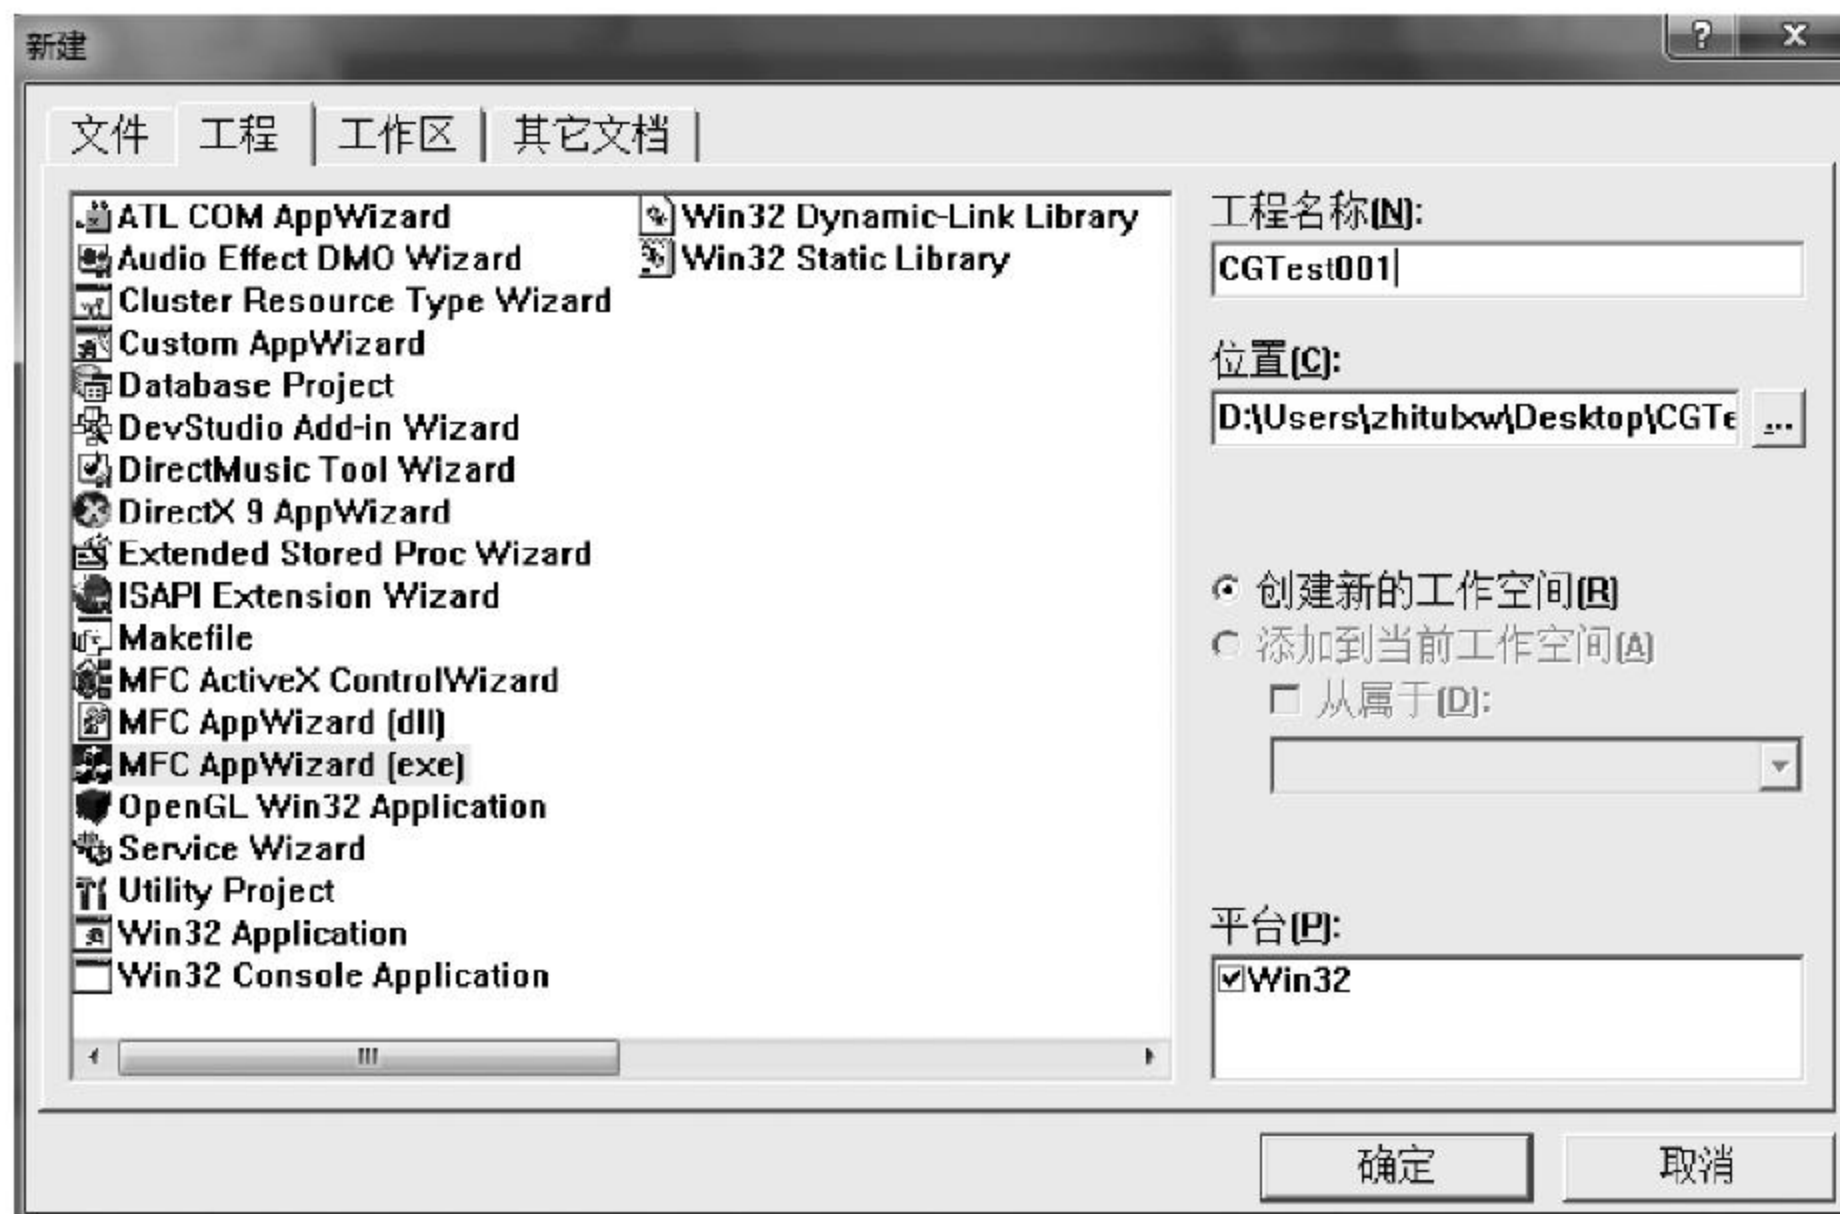 新建
文件 工程 工作区 其它文档
ATL COM AppWizard
Audio Effect DMO Wizard
Cluster Resource Type Wizard
Custom AppWizard
Database Project
DevStudio Add-in Wizard
DirectMusic Tool Wizard
DirectX 9 AppWizard
Extended Stored Proc Wizard
ISAPI Extension Wizard
Makefile
MFC ActiveX ControlWizard
MFC AppWizard (dll)
MFC AppWizard (exe)
OpenGL Win32 Application
Service Wizard
Utility Project
Win32 Application
Win32 Console Application
Win32 Dynamic-Link Library
Win32 Static Library
工程名称(N):
CGTest001
位置(C):
D:\Users\zhitulxw\Desktop\CGTe
...
创建新的工作空间(R)
添加到当前工作空间(A)
从属于(D):
平台(P):
Win32
确定 取消